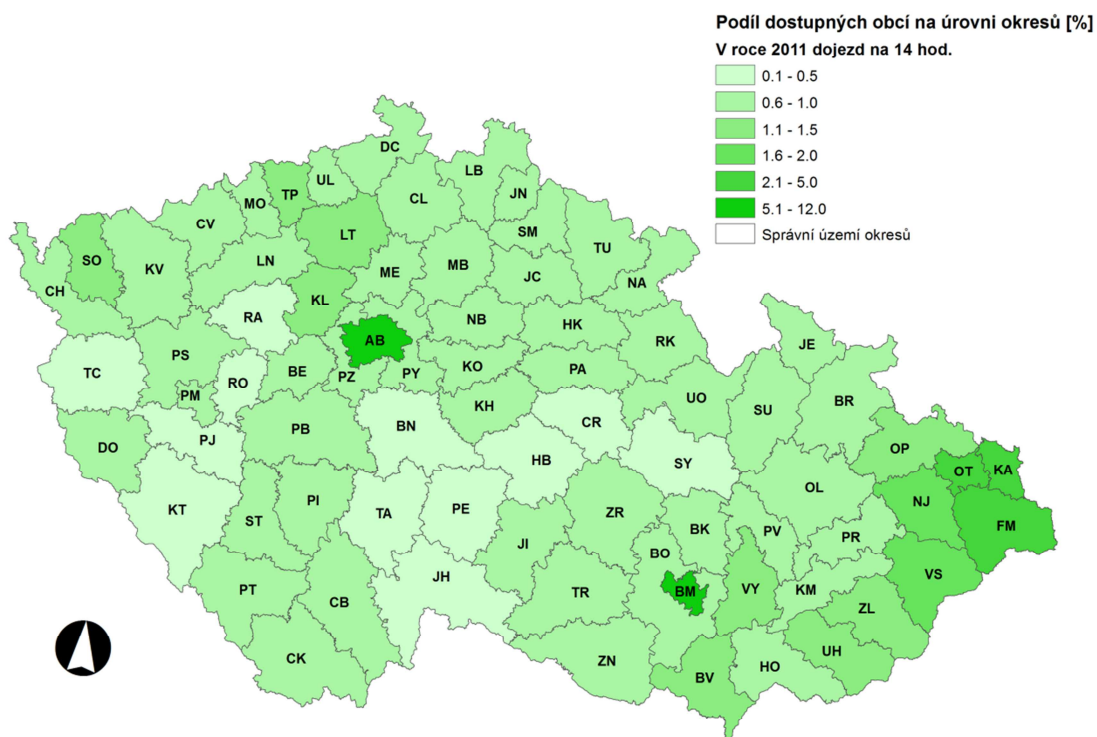 Podíl dostupných obcí na úrovni okresů [%]
V roce 2011 dojezd na 14 hod.
0.1 - 0.5
0.6 - 1.0
1.1 - 1.5
1.6 - 2.0
2.1 - 5.0
5.1 - 12.0
Správní území okresů
DC
LB
UL
TP
JN
CL
MO
CV
LT
SM
TU
SO
LN
ME
MB
KV
JC
NA
CH
KL
RA
NB
HK
AB
RK
JE
PS
KO
PA
TC
BE
PY
PZ
RO
PM
UO
BR
SU
KH
CR
BN
PB
PJ
DO
OP
HB
SY
OT
KA
OL
PI
NJ
KT
TA
PE
ZR
ST
FM
BK
PV
PR
JI
BO
VS
JH
PT
TR
BM
VY
KM
CB
ZL
UH
CK
ZN
HO
BV